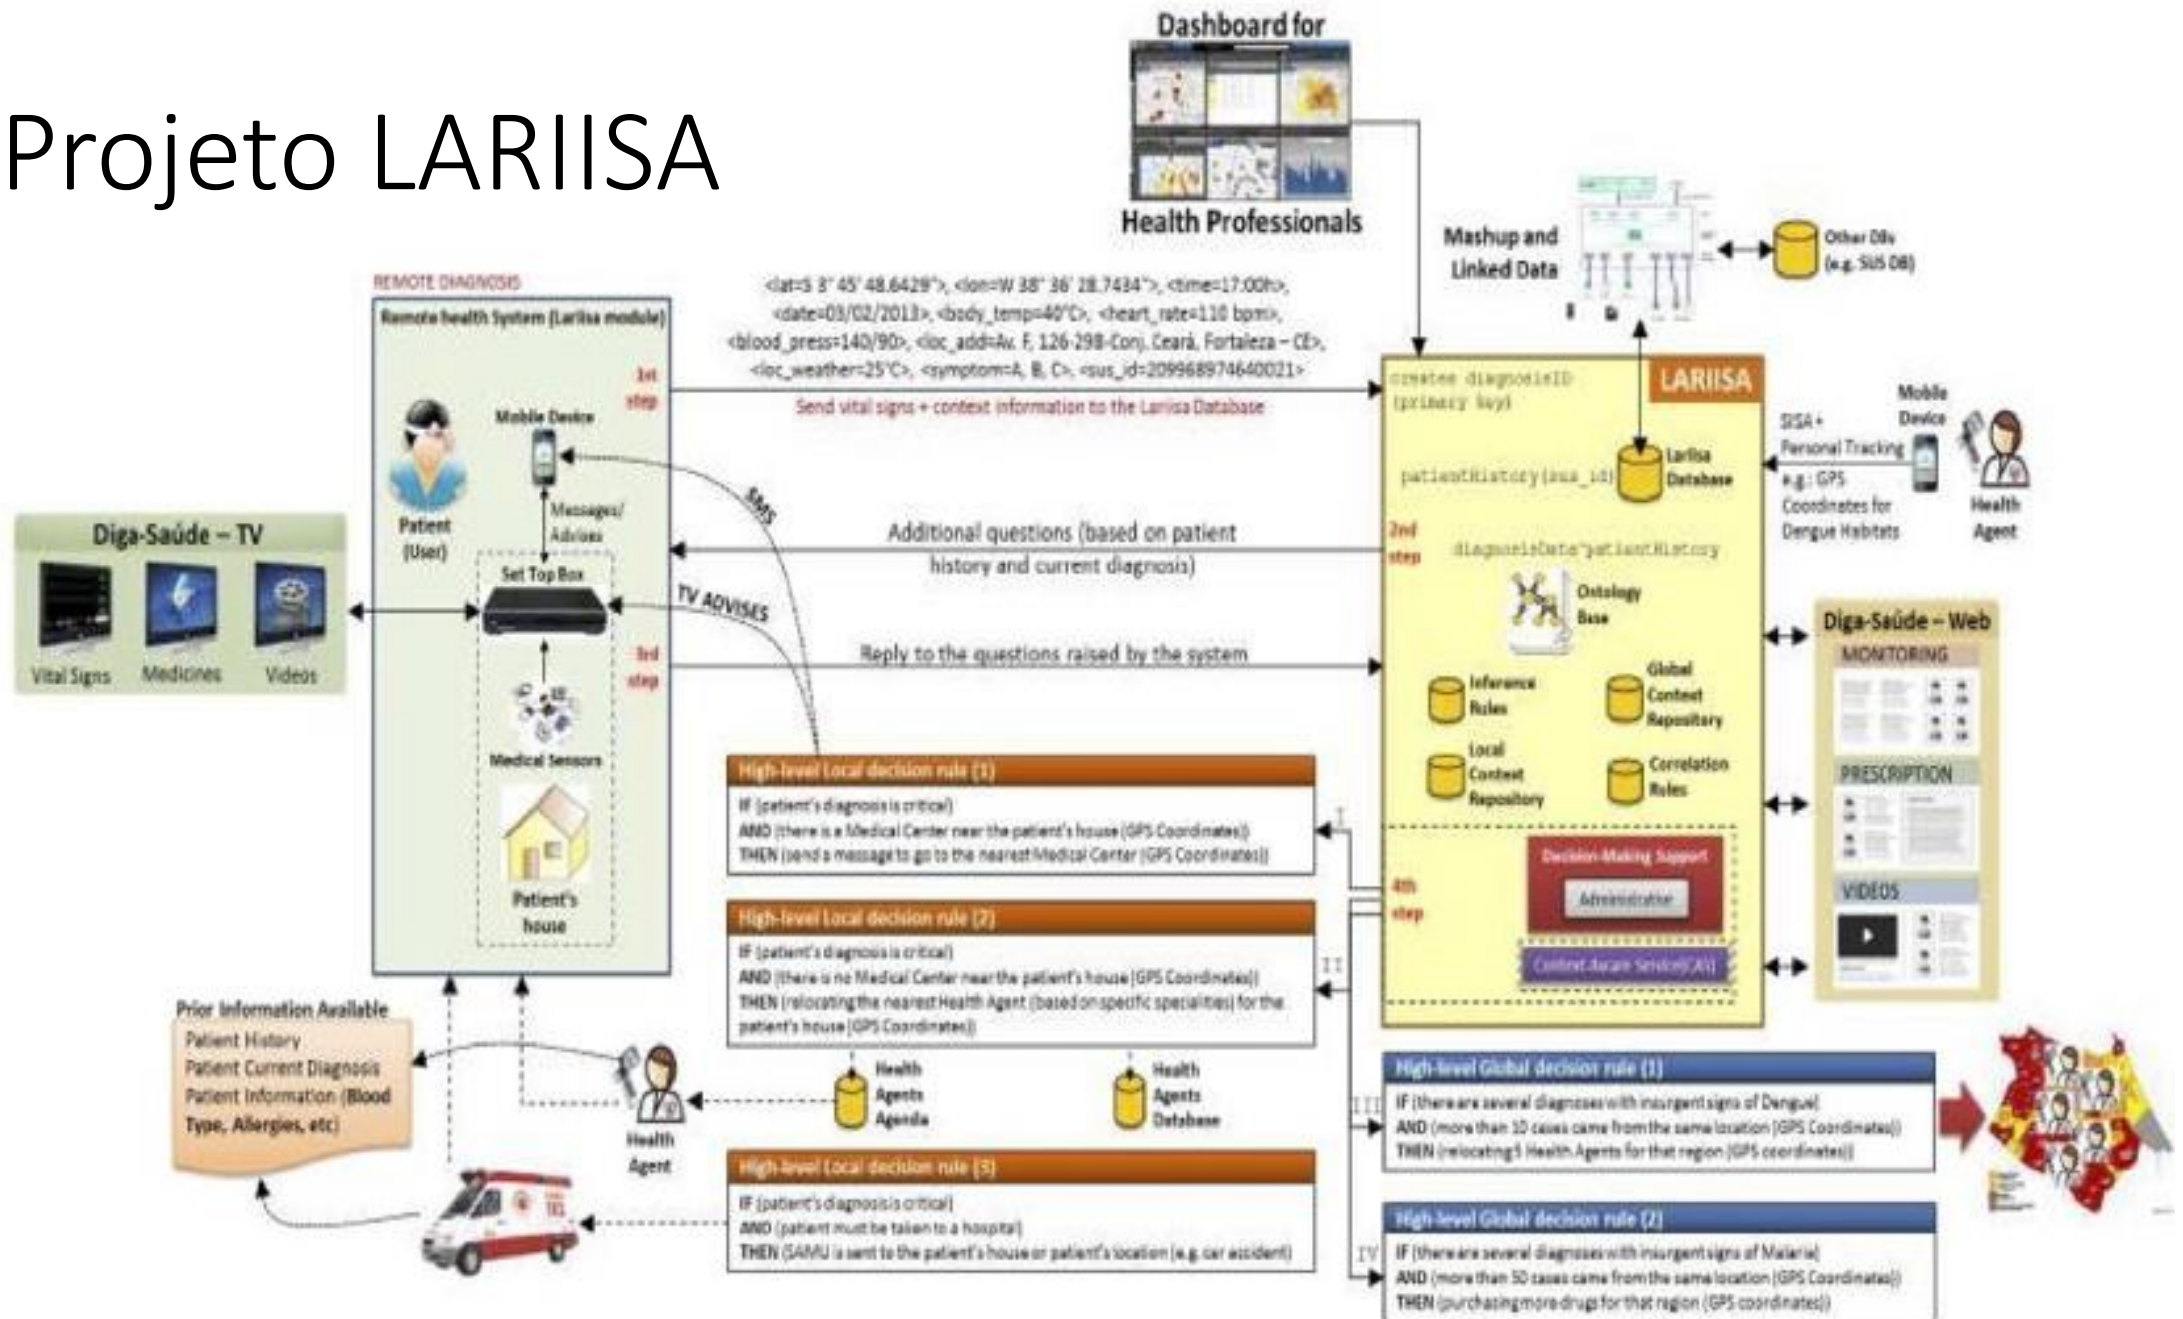 Projeto LARIISA
Dashboard for
Health Professionals
Mashup and
Linked Data
Other DBs
(e.g. SUS DB)
REMOTE DIAGNOSIS
Remote health System (Lariisa module)
1st
step
Mobile Device
Patient
(User)
Messages/
Advises
Set Top Box
3rd
step
Medical Sensors
Patient's
house
Diga-Saúde – TV
Vital Signs
Medicines
Videos
<lat=S 3° 45' 48.6429">, <lon=W 38° 36' 28.7434">, <time=17:00h>,
<date=03/02/2013>, <body_temp=40°C>, <heart_rate=110 bpm>,
<blood_press=140/90>, <loc_add=Av. F, 126-298-Conj. Ceará, Fortaleza – CE>,
<loc_weather=25°C>, <symptom=A, B, C>, <sus_id=209968974640021>
Send vital signs + context information to the Lariisa Database
SMS
TV ADVISES
Additional questions (based on patient
history and current diagnosis)
Reply to the questions raised by the system
LARIISA
creates diagnosisID
(primary key)
patientHistory(sus_id)
Lariisa
Database
2nd
step
diagnosisData^patientHistory
Ontology
Base
Inference
Rules
Global
Context
Repository
Local
Context
Repository
Correlation
Rules
4th
step
Decision-Making Support
Administrative
Context-Aware Service(CAS)
SISA +
Personal Tracking
e.g.: GPS
Coordinates for
Dengue Habitats
Mobile
Device
Health
Agent
Diga-Saúde – Web
MONITORING
PRESCRIPTION
VIDEOS
High-level Local decision rule (1)
IF (patient's diagnosis is critical)
AND (there is a Medical Center near the patient's house (GPS Coordinates))
THEN (send a message to go to the nearest Medical Center (GPS Coordinates))
I
High-level Local decision rule (2)
IF (patient's diagnosis is critical)
AND (there is no Medical Center near the patient's house (GPS Coordinates))
THEN (relocating the nearest Health Agent (based on specific specialities) for the
patient's house (GPS Coordinates))
II
Health
Agents
Agenda
Health
Agents
Database
Prior Information Available
Patient History
Patient Current Diagnosis
Patient Information (Blood
Type, Allergies, etc)
Health
Agent
High-level Local decision rule (3)
IF (patient's diagnosis is critical)
AND (patient must be taken to a hospital)
THEN (SAMU is sent to the patient's house or patient's location (e.g. car accident)
III
High-level Global decision rule (1)
IF (there are several diagnoses with insurgent signs of Dengue)
AND (more than 10 cases came from the same location (GPS Coordinates))
THEN (relocating 5 Health Agents for that region (GPS coordinates))
IV
High-level Global decision rule (2)
IF (there are several diagnoses with insurgent signs of Malaria)
AND (more than 50 cases came from the same location (GPS Coordinates))
THEN (purchasing more drugs for that region (GPS coordinates))